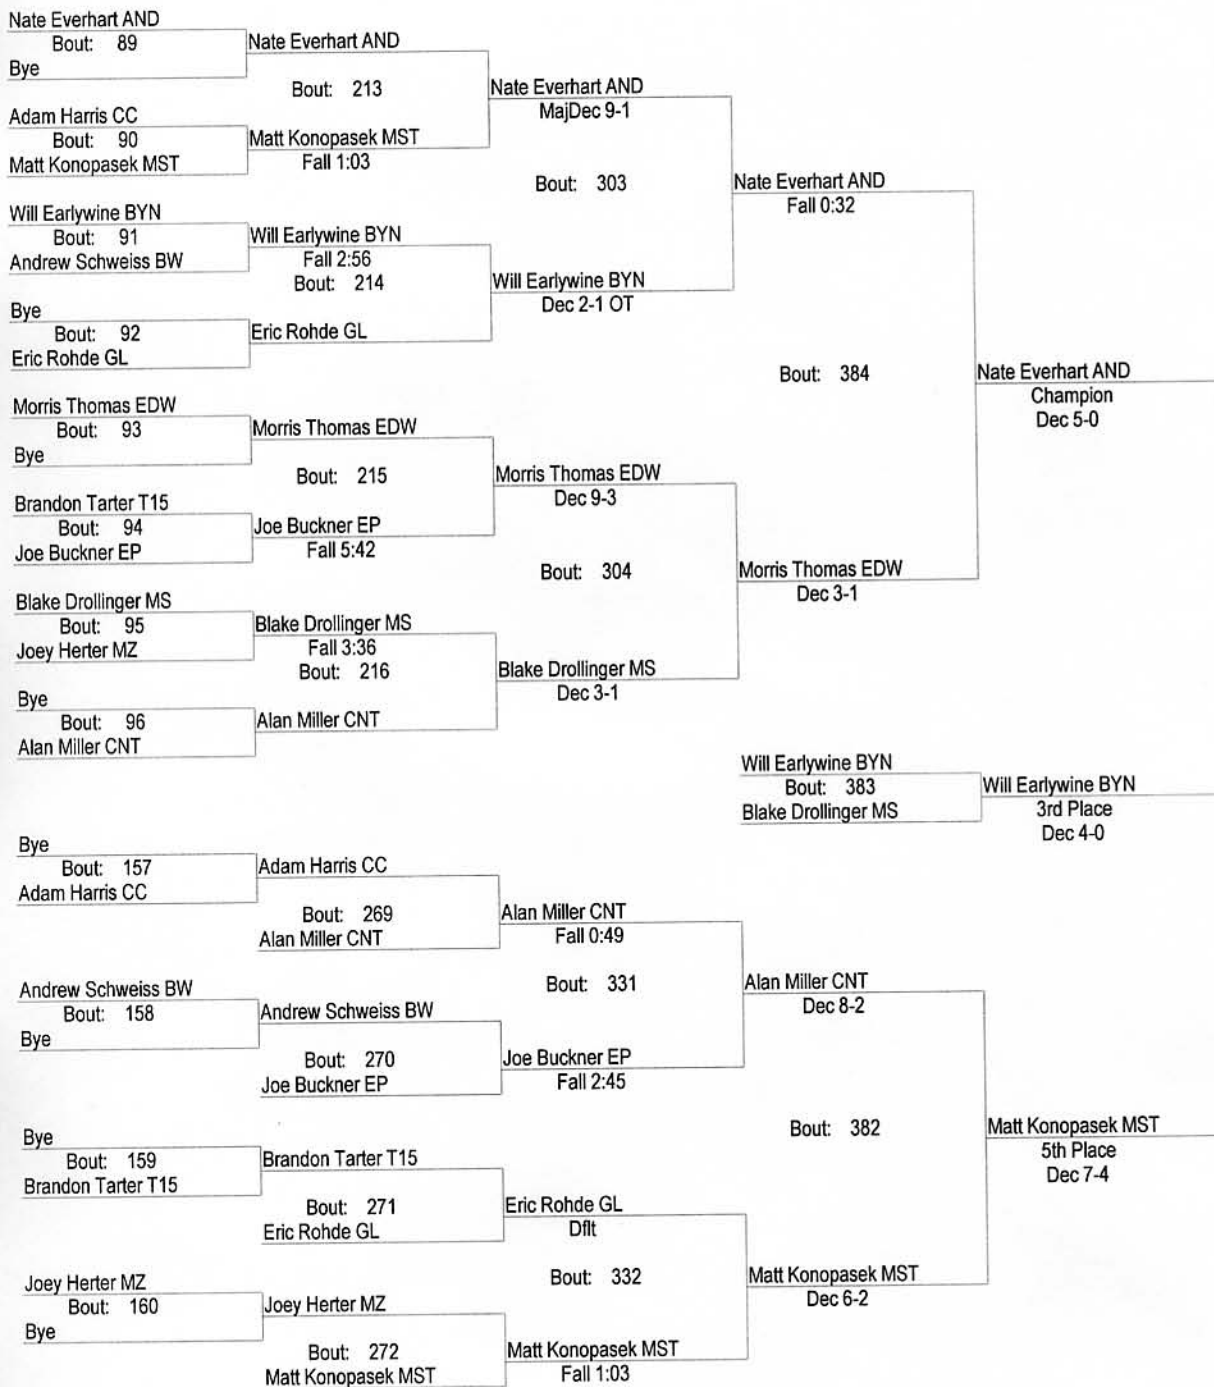 Nate Everhart AND
Bout: 89
Bye
Nate Everhart AND
Bout: 213
Adam Harris CC
Bout: 90
Matt Konopasek MST
Matt Konopasek MST
Fall 1:03
Nate Everhart AND
MajDec 9-1
Bout: 303
Will Earlywine BYN
Bout: 91
Andrew Schweiss BW
Will Earlywine BYN
Fall 2:56
Bout: 214
Bye
Bout: 92
Eric Rohde GL
Eric Rohde GL
Will Earlywine BYN
Dec 2-1 OT
Nate Everhart AND
Fall 0:32
Bout: 384
Morris Thomas EDW
Bout: 93
Bye
Morris Thomas EDW
Bout: 215
Brandon Tarter T15
Bout: 94
Joe Buckner EP
Joe Buckner EP
Fall 5:42
Morris Thomas EDW
Dec 9-3
Bout: 304
Blake Drollinger MS
Bout: 95
Joey Herter MZ
Blake Drollinger MS
Fall 3:36
Bout: 216
Bye
Bout: 96
Alan Miller CNT
Alan Miller CNT
Blake Drollinger MS
Dec 3-1
Morris Thomas EDW
Dec 3-1
Nate Everhart AND
Champion
Dec 5-0
Will Earlywine BYN
Bout: 383
Blake Drollinger MS
Will Earlywine BYN
3rd Place
Dec 4-0
Bye
Bout: 157
Adam Harris CC
Adam Harris CC
Bout: 269
Alan Miller CNT
Alan Miller CNT
Fall 0:49
Bout: 331
Andrew Schweiss BW
Bout: 158
Bye
Andrew Schweiss BW
Bout: 270
Joe Buckner EP
Joe Buckner EP
Fall 2:45
Alan Miller CNT
Dec 8-2
Bout: 382
Bye
Bout: 159
Brandon Tarter T15
Brandon Tarter T15
Bout: 271
Eric Rohde GL
Eric Rohde GL
Dflt
Bout: 332
Joey Herter MZ
Bout: 160
Bye
Joey Herter MZ
Bout: 272
Matt Konopasek MST
Matt Konopasek MST
Fall 1:03
Matt Konopasek MST
Dec 6-2
Matt Konopasek MST
5th Place
Dec 7-4